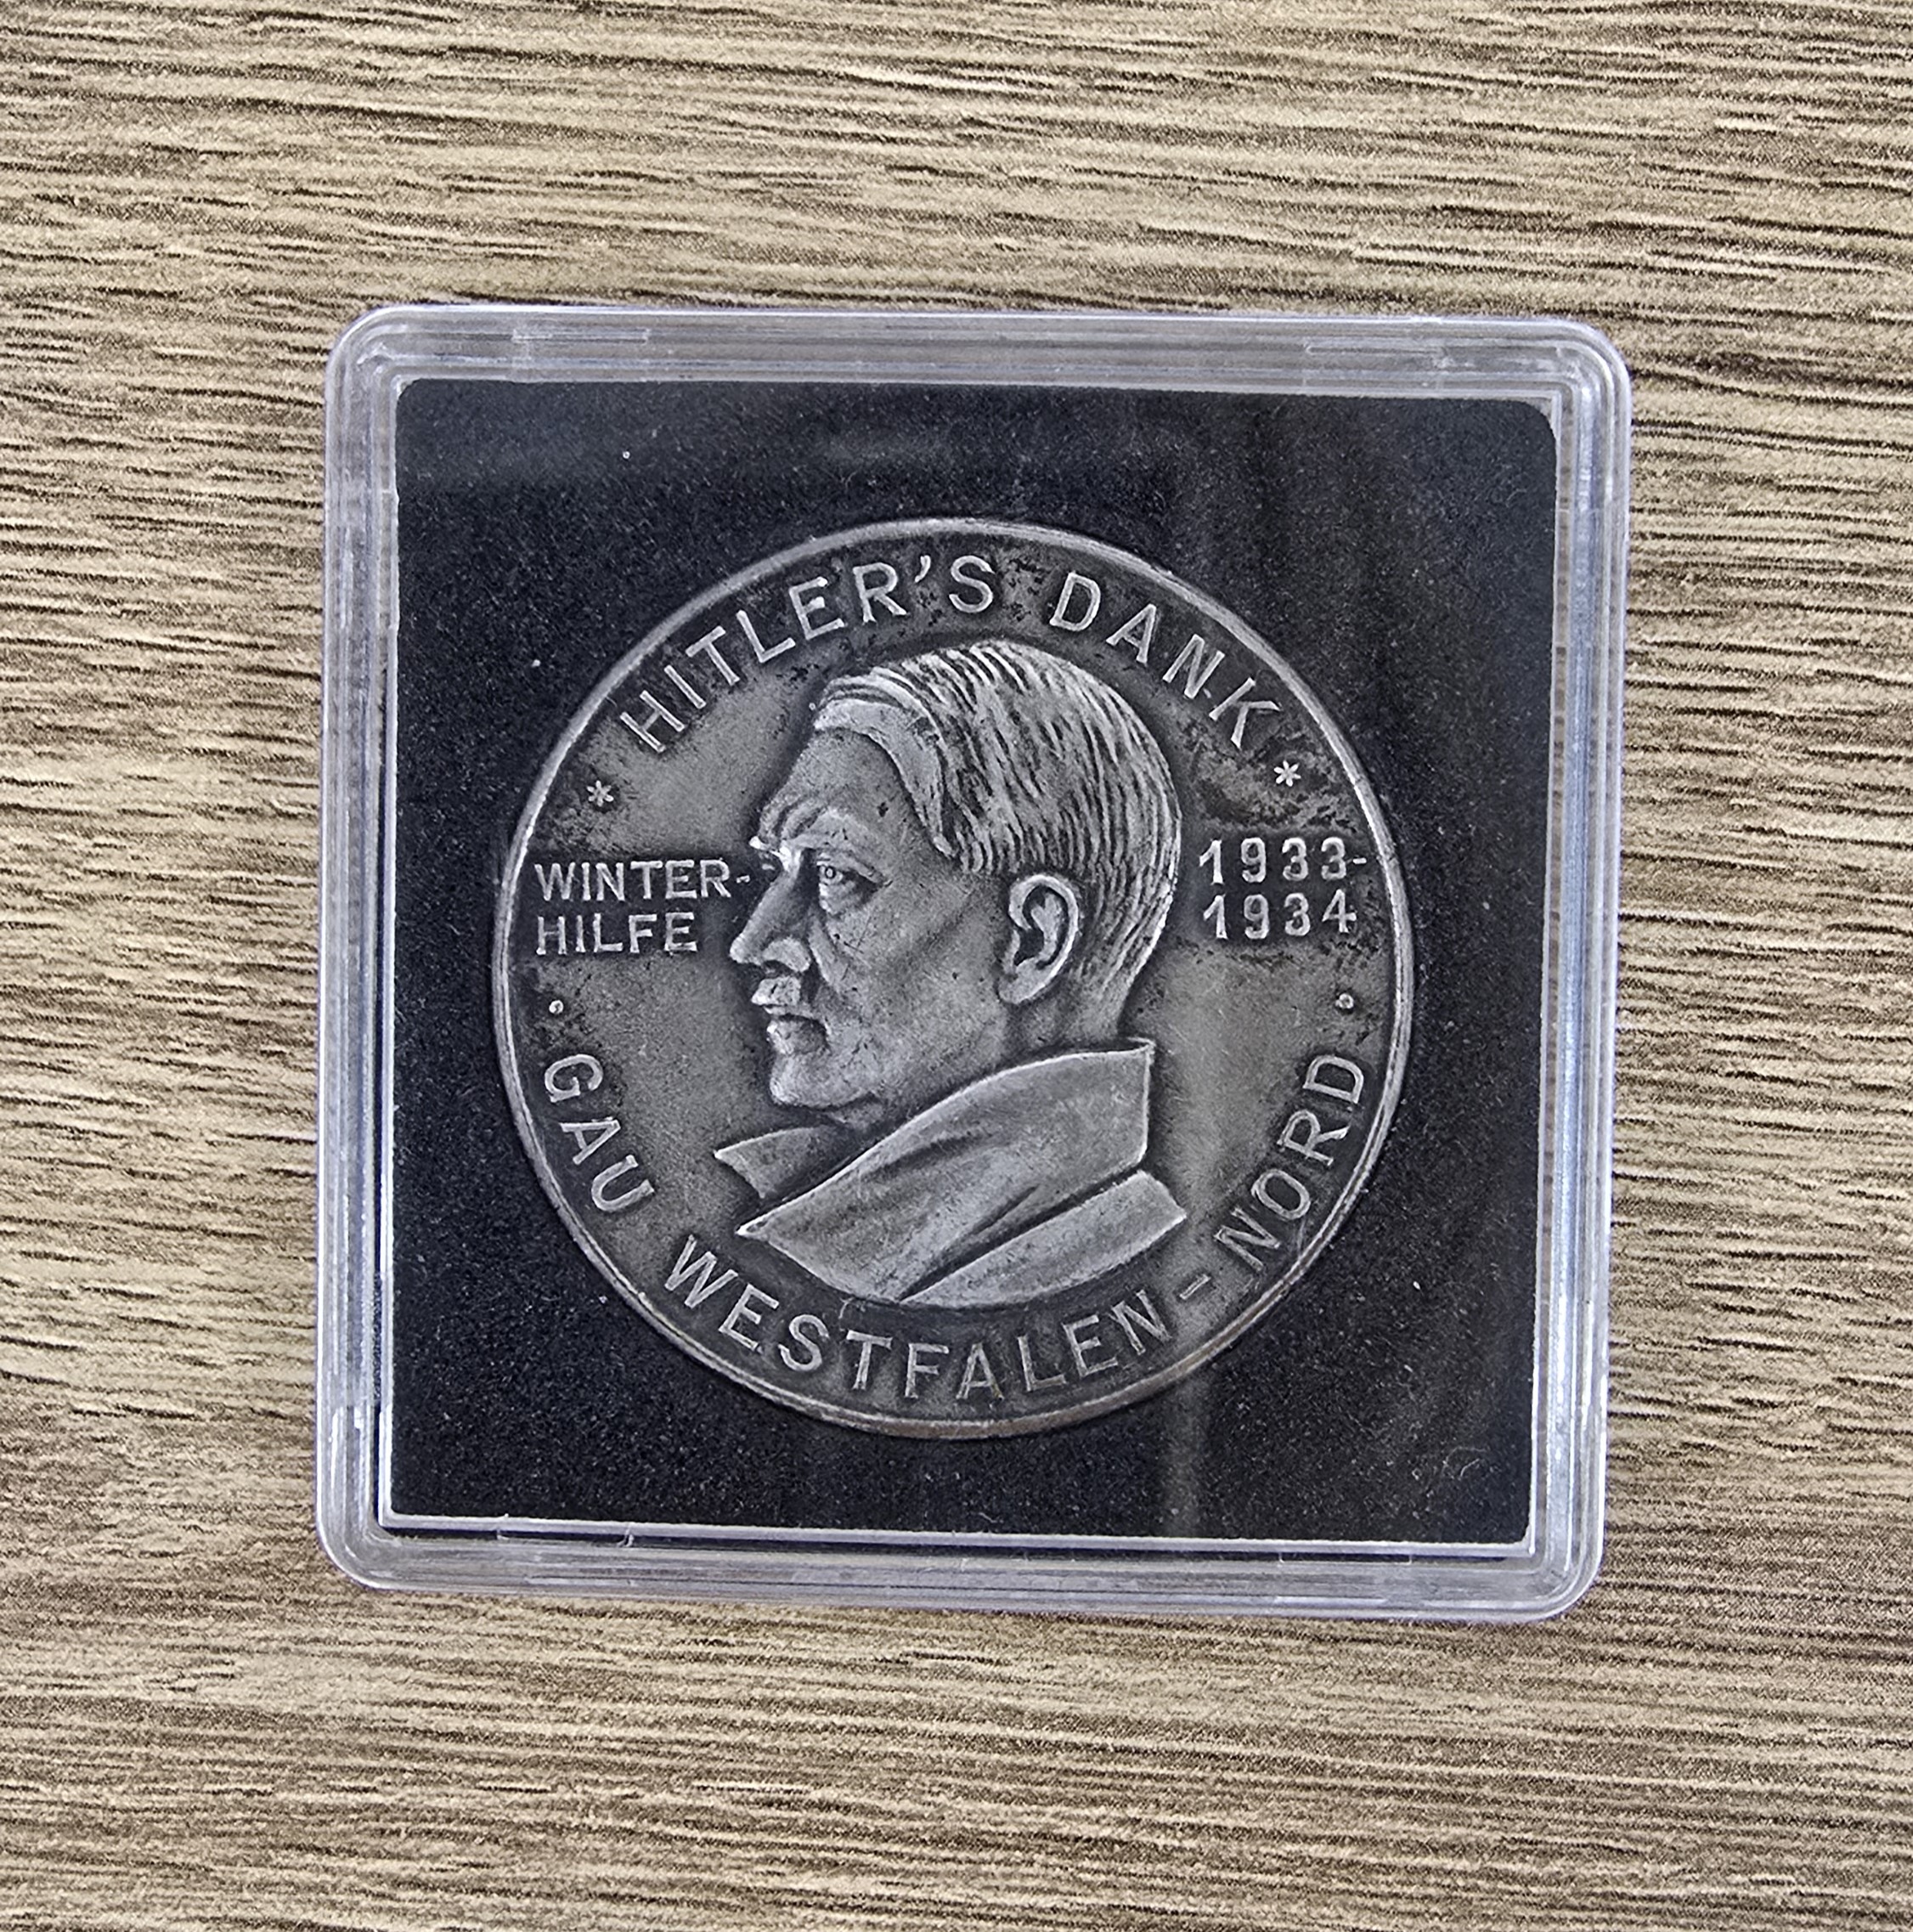 HITLER'S DANK
WINTER-
HILFE
1933-
1934
GAU WESTFALEN - NORD